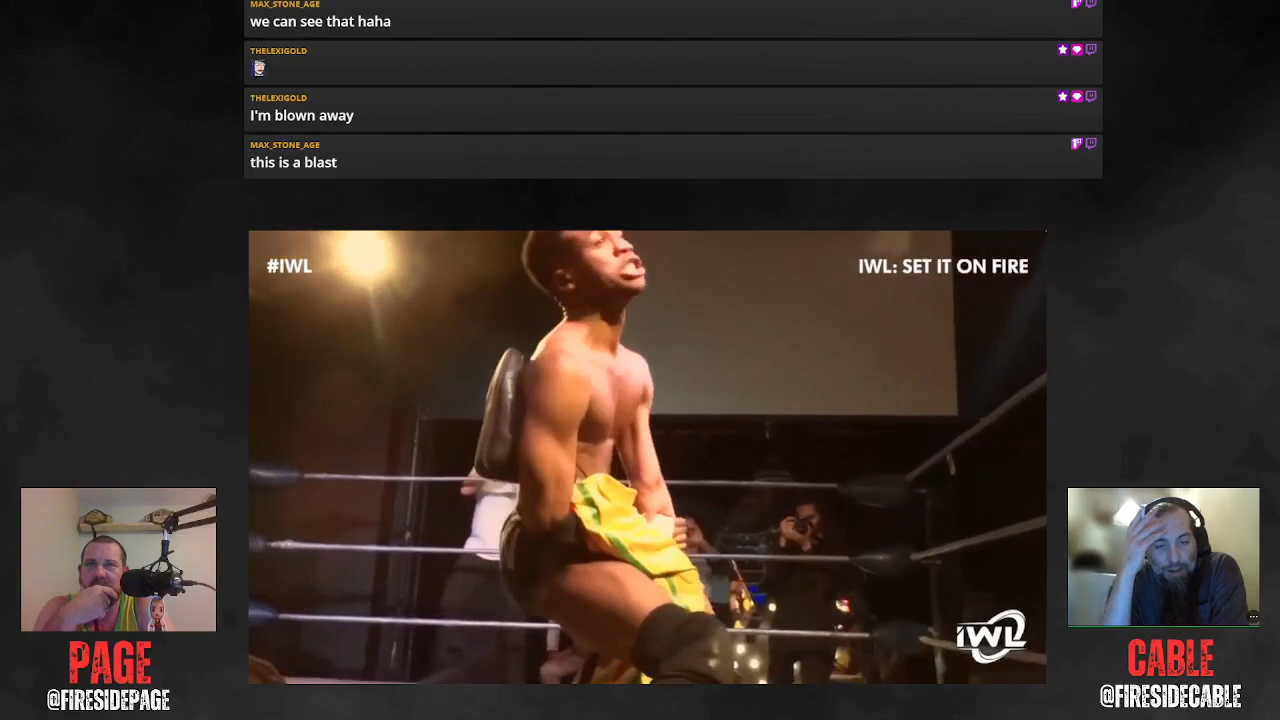 MAX_STONE_AGE
we can see that haha
THELEXIGOLD
THELEXIGOLD
I'm blown away
MAX_STONE_AGE
this is a blast
#IWL
IWL: SET IT ON FIRE
IWL
PAGE
@FIRESIDEPAGE
CABLE
@FIRESIDECABLE